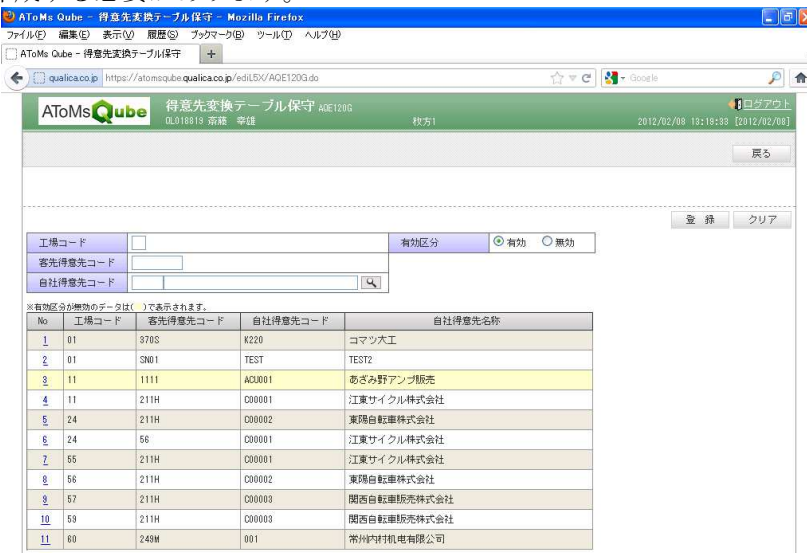 AToMs Qube - 得意先変換テーブル保守 - Mozilla Firefox
ファイル(F) 編集(E) 表示(V) 履歴(S) ブックマーク(B) ツール(T) ヘルプ(H)
AToMs Qube - 得意先変換テーブル保守 +
qualica.co.jp https://atomsqube.qualica.co.jp/ediL5X/AQE120G.do Google
AToMs Qube 得意先変換テーブル保守 AQE120G ログアウト
QL018819 斎藤 幸雄 枚方1 2012/02/08 13:19:33 [2012/02/08]
戻る
登録 クリア
工場コード 有効区分 有効 無効
客先得意先コード
自社得意先コード
※有効区分が無効のデータは( )で表示されます。
No 工場コード 客先得意先コード 自社得意先コード 自社得意先名称
1 01 370S K220 コマツ大工
2 01 SN01 TEST TEST2
3 11 1111 ACU001 あざみ野アンプ販売
4 11 211H C00001 江東サイクル株式会社
5 24 211H C00002 東陽自転車株式会社
6 24 56 C00001 江東サイクル株式会社
7 55 211H C00001 江東サイクル株式会社
8 56 211H C00002 東陽自転車株式会社
9 57 211H C00003 関西自転車販売株式会社
10 59 211H C00003 関西自転車販売株式会社
11 60 249M 001 常州内村机电有限公司